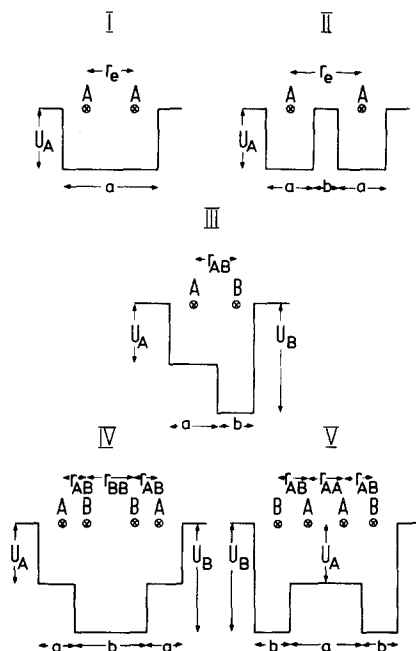 I II
r_e r_e
A A A A
U_A U_A
a a b a
III
r_AB
A B
U_A U_B
a b
IV V
r_AB r_BB r_AB r_AB r_AA r_AB
A B B A B A A B
U_A U_B U_B U_A
a b a b a b